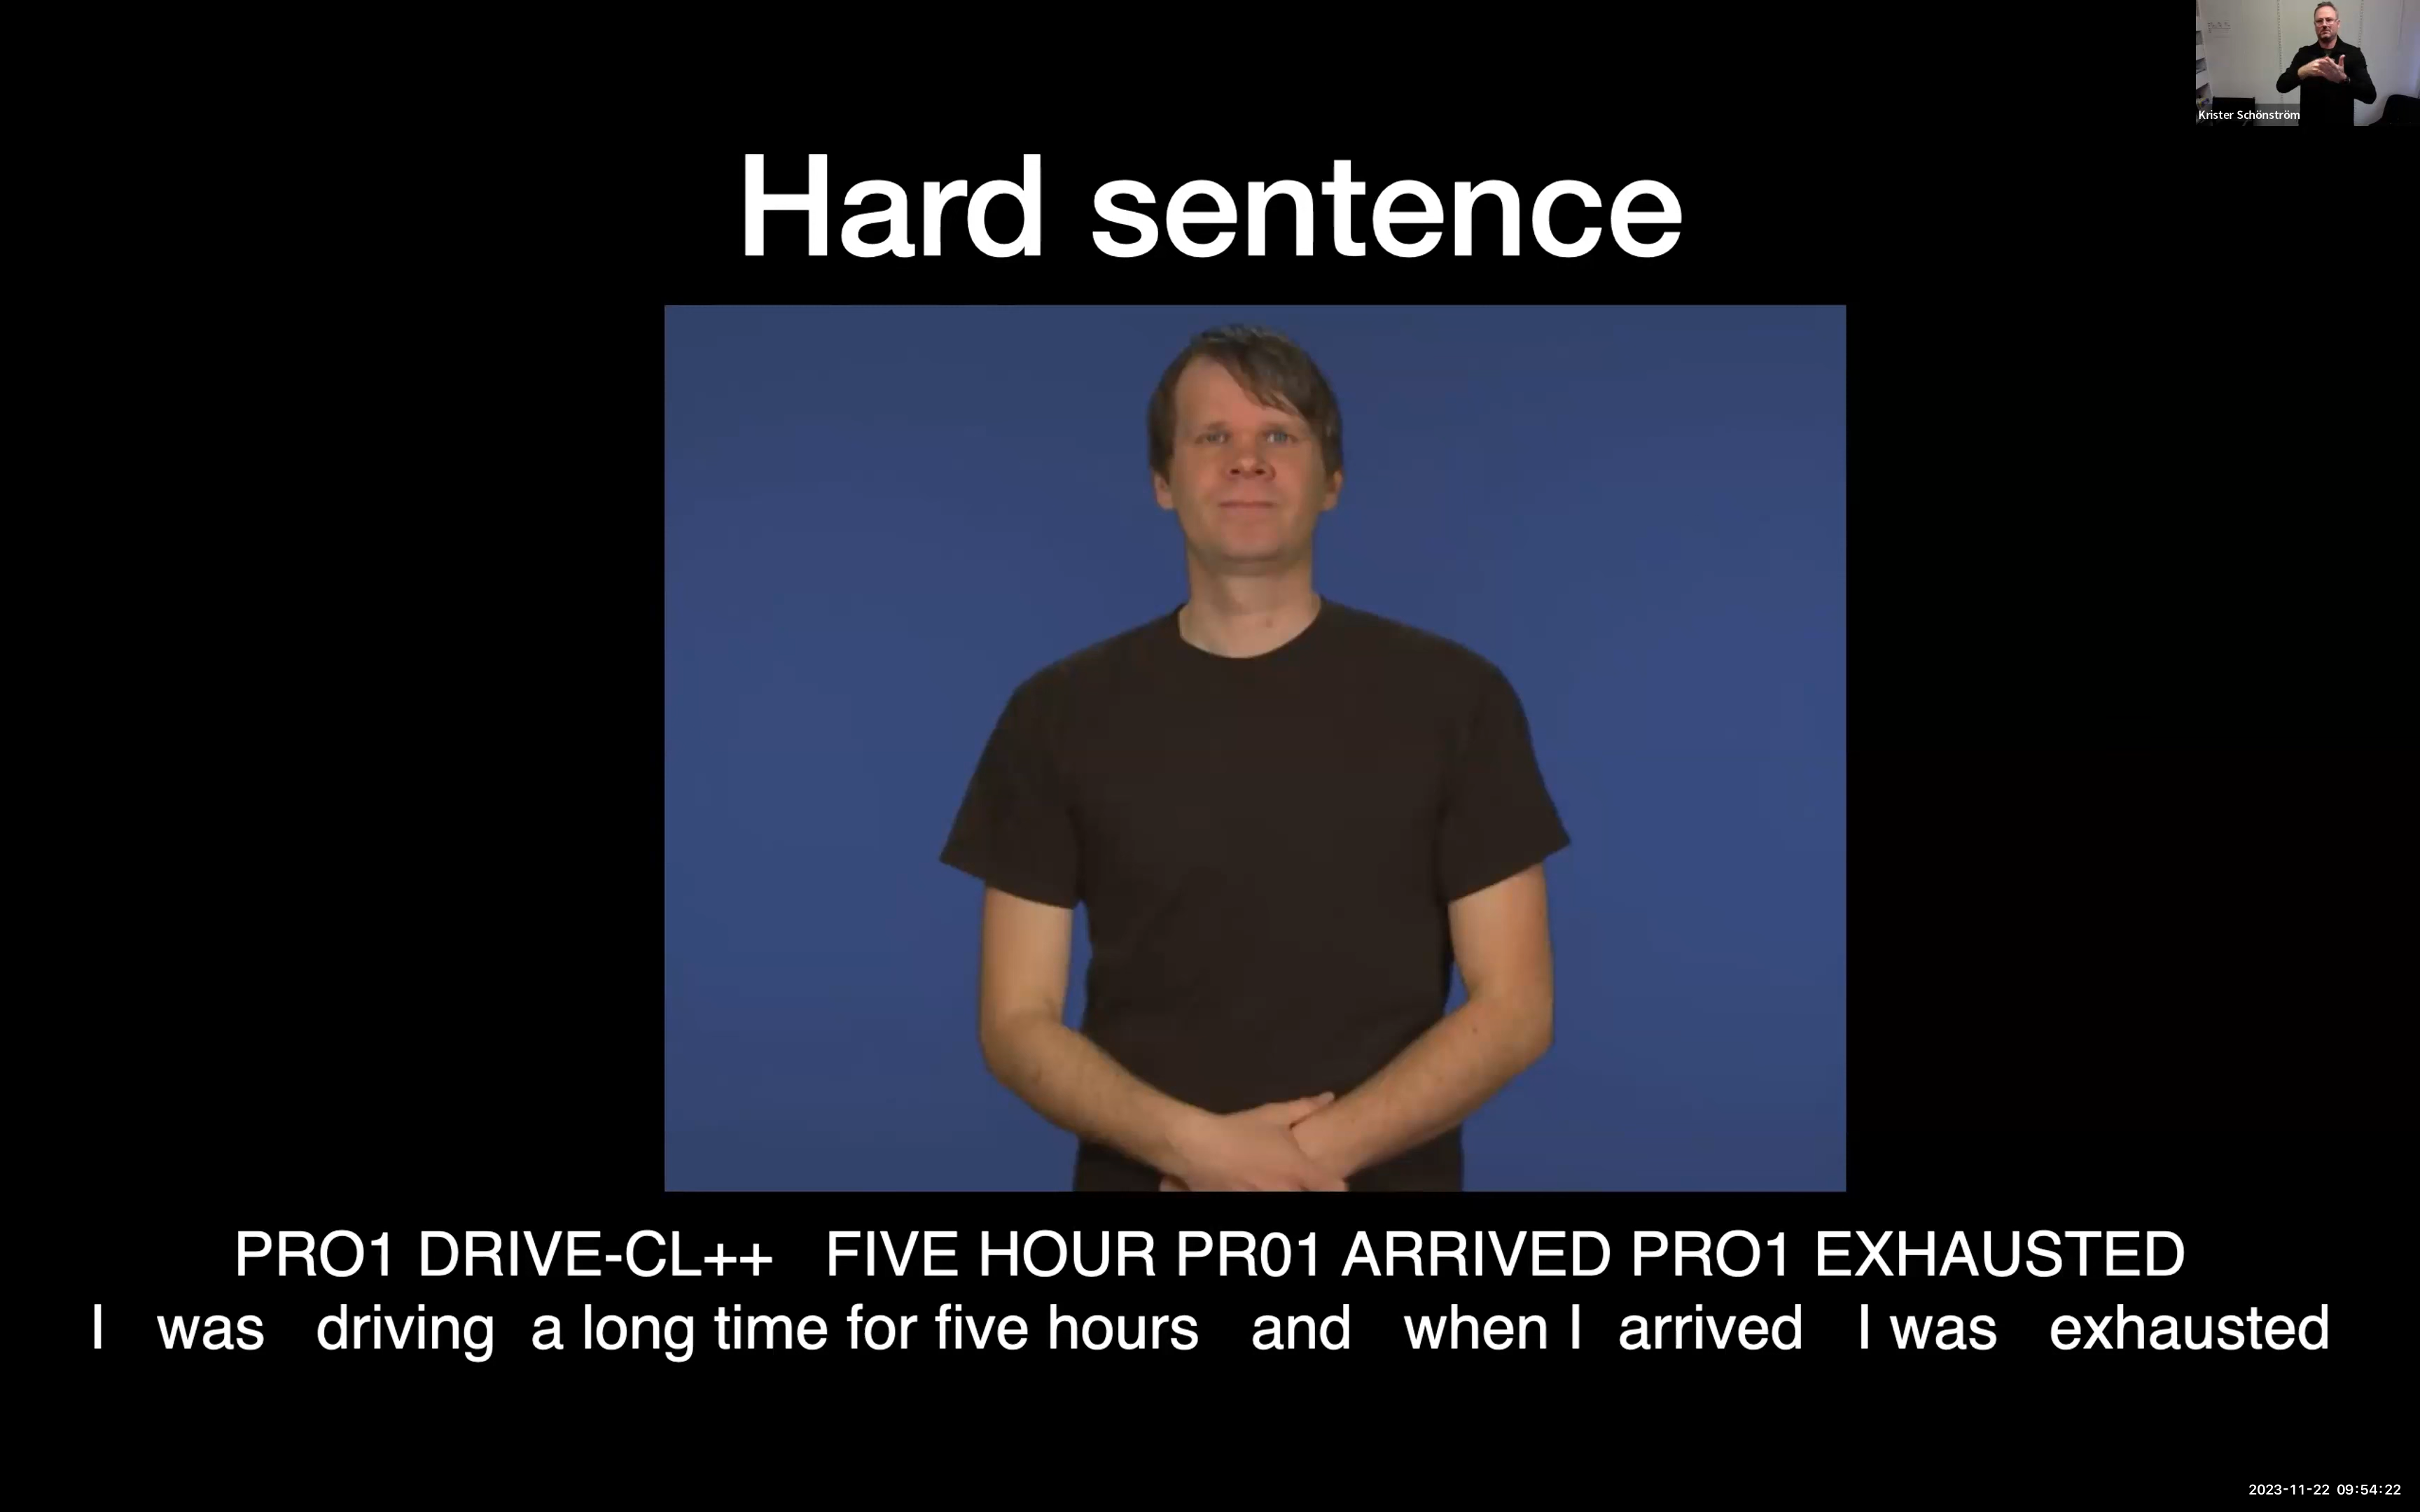 Krister Schönström
Hard sentence
PRO1 DRIVE-CL++ FIVE HOUR PR01 ARRIVED PRO1 EXHAUSTED
I was driving a long time for five hours and when I arrived I was exhausted
2023-11-22 09:54:22